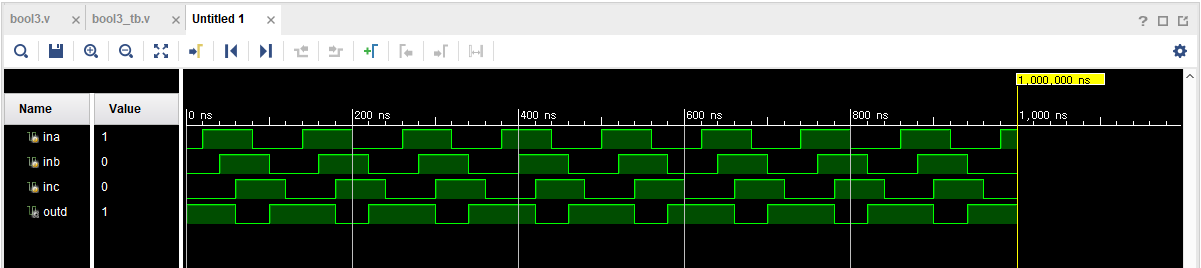 bool3.v bool3_tb.v Untitled 1
?
1,000,000 ns
Name Value
0 ns 200 ns 400 ns 600 ns 800 ns 1,000 ns
ina 1
inb 0
inc 0
outd 1